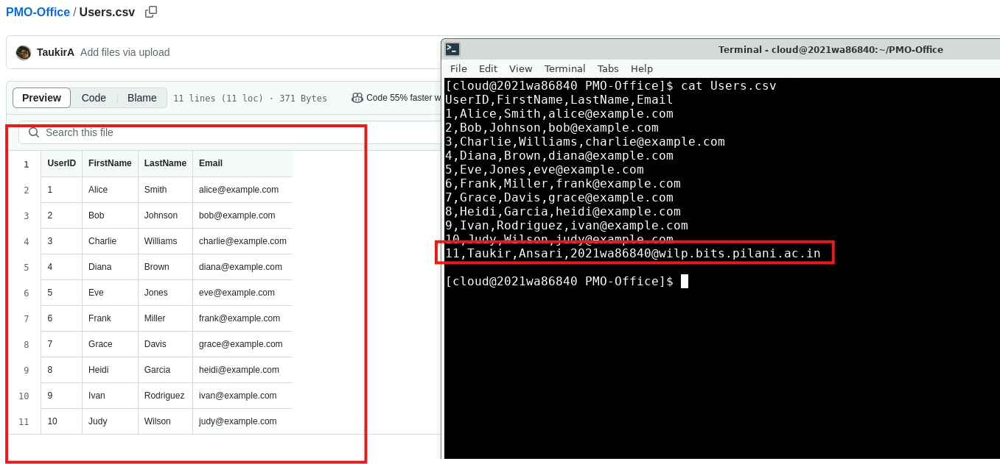 PMO-Office / Users.csv
TaukirA Add files via upload
Preview Code Blame 11 lines (11 loc) · 371 Bytes Code 55% faster w
Search this file
1 UserID FirstName LastName Email
2 1 Alice Smith alice@example.com
3 2 Bob Johnson bob@example.com
4 3 Charlie Williams charlie@example.com
5 4 Diana Brown diana@example.com
6 5 Eve Jones eve@example.com
7 6 Frank Miller frank@example.com
8 7 Grace Davis grace@example.com
9 8 Heidi Garcia heidi@example.com
10 9 Ivan Rodriguez ivan@example.com
11 10 Judy Wilson judy@example.com
Terminal - cloud@2021wa86840:~/PMO-Office
File Edit View Terminal Tabs Help
[cloud@2021wa86840 PMO-Office]$ cat Users.csv
UserID,FirstName,LastName,Email
1,Alice,Smith,alice@example.com
2,Bob,Johnson,bob@example.com
3,Charlie,Williams,charlie@example.com
4,Diana,Brown,diana@example.com
5,Eve,Jones,eve@example.com
6,Frank,Miller,frank@example.com
7,Grace,Davis,grace@example.com
8,Heidi,Garcia,heidi@example.com
9,Ivan,Rodriguez,ivan@example.com
10,Judy,Wilson,judy@example.com
11,Taukir,Ansari,2021wa86840@wilp.bits.pilani.ac.in
[cloud@2021wa86840 PMO-Office]$